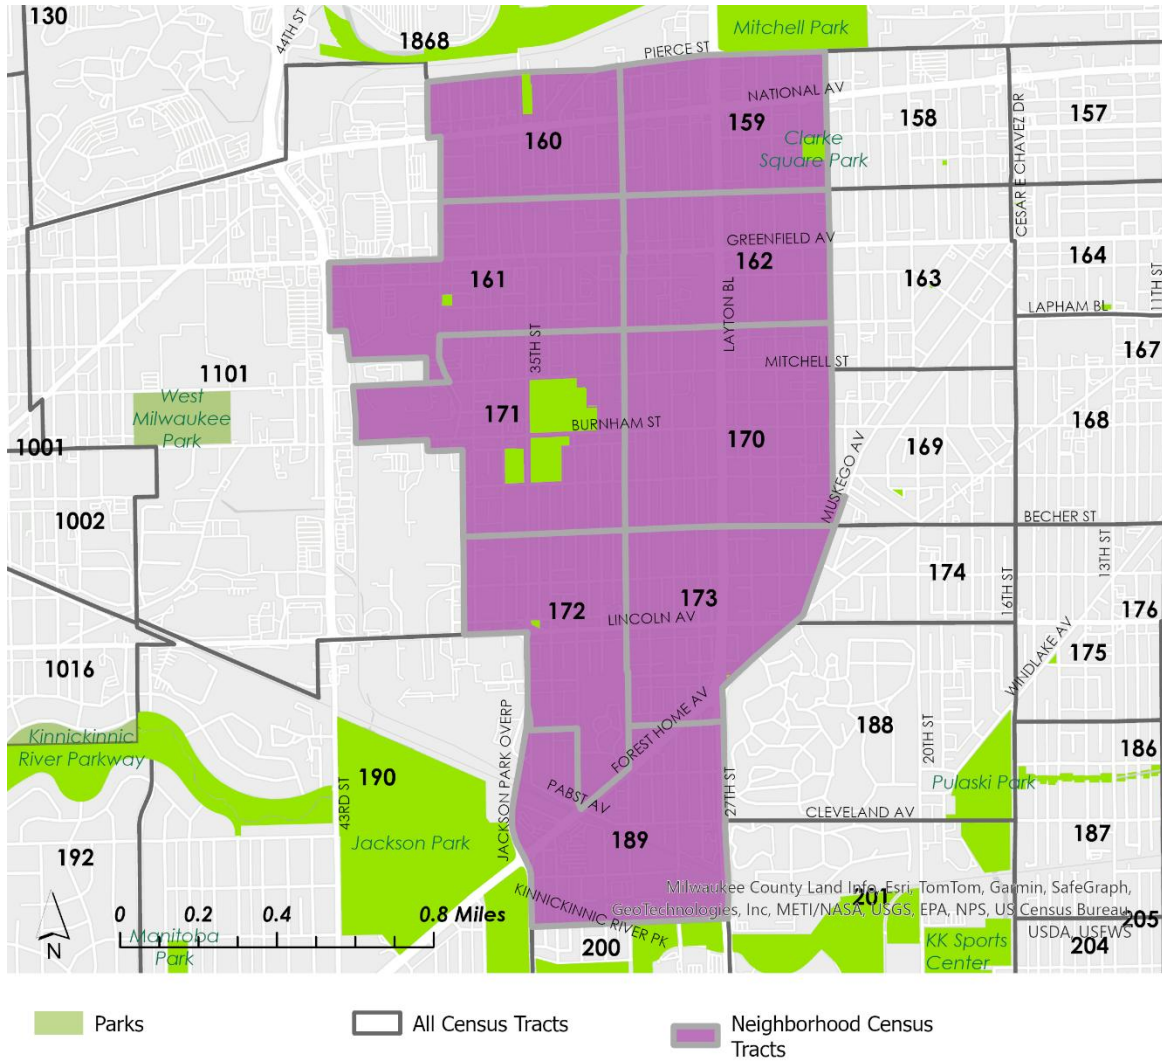 130
44TH ST
1868
Mitchell Park
PIERCE ST
NATIONAL AV
160
159
158
157
Clarke
Square Park
CESAR E CHAVEZ DR
GREENFIELD AV
161
162
163
164
LAYTON BL
LAPHAM BL
11TH ST
35TH ST
MITCHELL ST
167
1101
West
Milwaukee
Park
171
BURNHAM ST
170
168
1001
169
MUSKEGO AV
1002
BECHER ST
13TH ST
174
16TH ST
172
173
LINCOLN AV
176
175
WINDLAKE AV
1016
Kinnickinnic
River Parkway
JACKSON PARK OVERP
FOREST HOME AV
188
20TH ST
186
190
43RD ST
PABST AV
27TH ST
Pulaski Park
CLEVELAND AV
Jackson Park
189
187
192
KINNICKINNIC RIVER PK
201
Milwaukee County Land Info, Esri, TomTom, Garmin, SafeGraph,
GeoTechnologies, Inc, METI/NASA, USGS, EPA, NPS, US Census Bureau,
USDA, USFWS
205
0 0.2 0.4 0.8 Miles
N
Manitoba
Park
200
KK Sports
Center
204
Parks
All Census Tracts
Neighborhood Census
Tracts